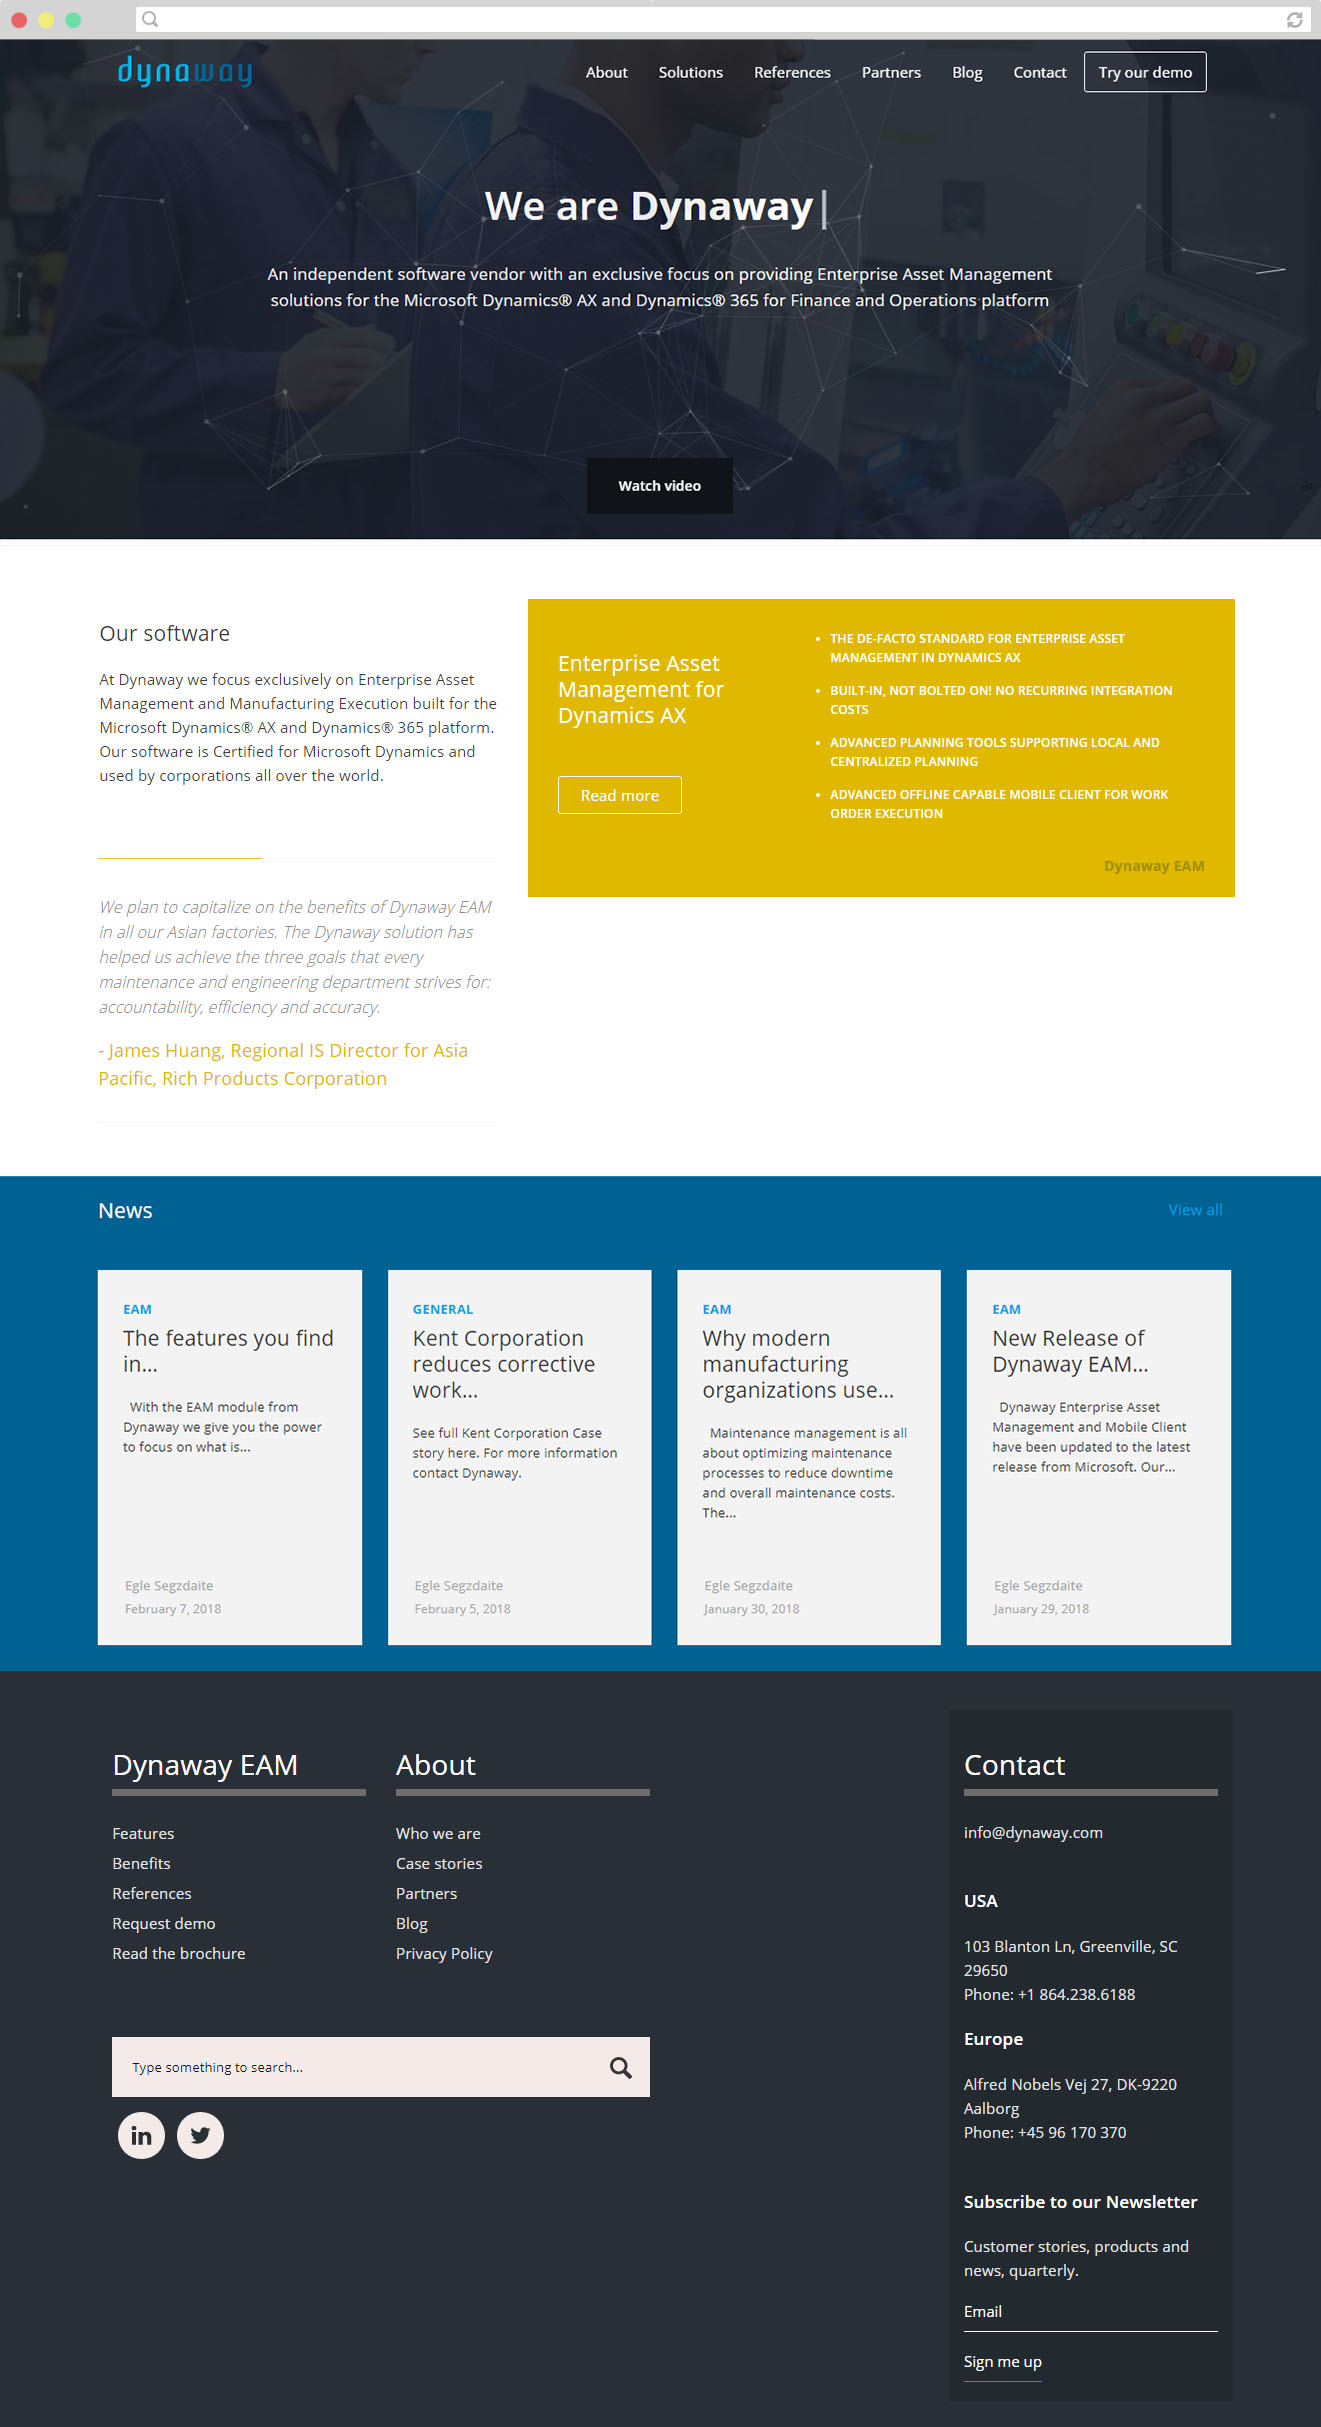 dynaway
About Solutions References Partners Blog Contact Try our demo
We are Dynaway|
An independent software vendor with an exclusive focus on providing Enterprise Asset Management
solutions for the Microsoft Dynamics® AX and Dynamics® 365 for Finance and Operations platform
Watch video
Our software
At Dynaway we focus exclusively on Enterprise Asset
Management and Manufacturing Execution built for the
Microsoft Dynamics® AX and Dynamics® 365 platform.
Our software is Certified for Microsoft Dynamics and
used by corporations all over the world.
We plan to capitalize on the benefits of Dynaway EAM
in all our Asian factories. The Dynaway solution has
helped us achieve the three goals that every
maintenance and engineering department strives for:
accountability, efficiency and accuracy.
- James Huang, Regional IS Director for Asia
Pacific, Rich Products Corporation
Enterprise Asset
Management for
Dynamics AX
Read more
• THE DE-FACTO STANDARD FOR ENTERPRISE ASSET
MANAGEMENT IN DYNAMICS AX
• BUILT-IN, NOT BOLTED ON! NO RECURRING INTEGRATION
COSTS
• ADVANCED PLANNING TOOLS SUPPORTING LOCAL AND
CENTRALIZED PLANNING
• ADVANCED OFFLINE CAPABLE MOBILE CLIENT FOR WORK
ORDER EXECUTION
Dynaway EAM
News
View all
EAM
The features you find
in...
With the EAM module from
Dynaway we give you the power
to focus on what is...
Egle Segzdaite
February 7, 2018
GENERAL
Kent Corporation
reduces corrective
work...
See full Kent Corporation Case
story here. For more information
contact Dynaway.
Egle Segzdaite
February 5, 2018
EAM
Why modern
manufacturing
organizations use...
Maintenance management is all
about optimizing maintenance
processes to reduce downtime
and overall maintenance costs.
The...
Egle Segzdaite
January 30, 2018
EAM
New Release of
Dynaway EAM...
Dynaway Enterprise Asset
Management and Mobile Client
have been updated to the latest
release from Microsoft. Our...
Egle Segzdaite
January 29, 2018
Dynaway EAM
Features
Benefits
References
Request demo
Read the brochure
About
Who we are
Case stories
Partners
Blog
Privacy Policy
Type something to search...
in
Contact
info@dynaway.com
USA
103 Blanton Ln, Greenville, SC
29650
Phone: +1 864.238.6188
Europe
Alfred Nobels Vej 27, DK-9220
Aalborg
Phone: +45 96 170 370
Subscribe to our Newsletter
Customer stories, products and
news, quarterly.
Email
Sign me up